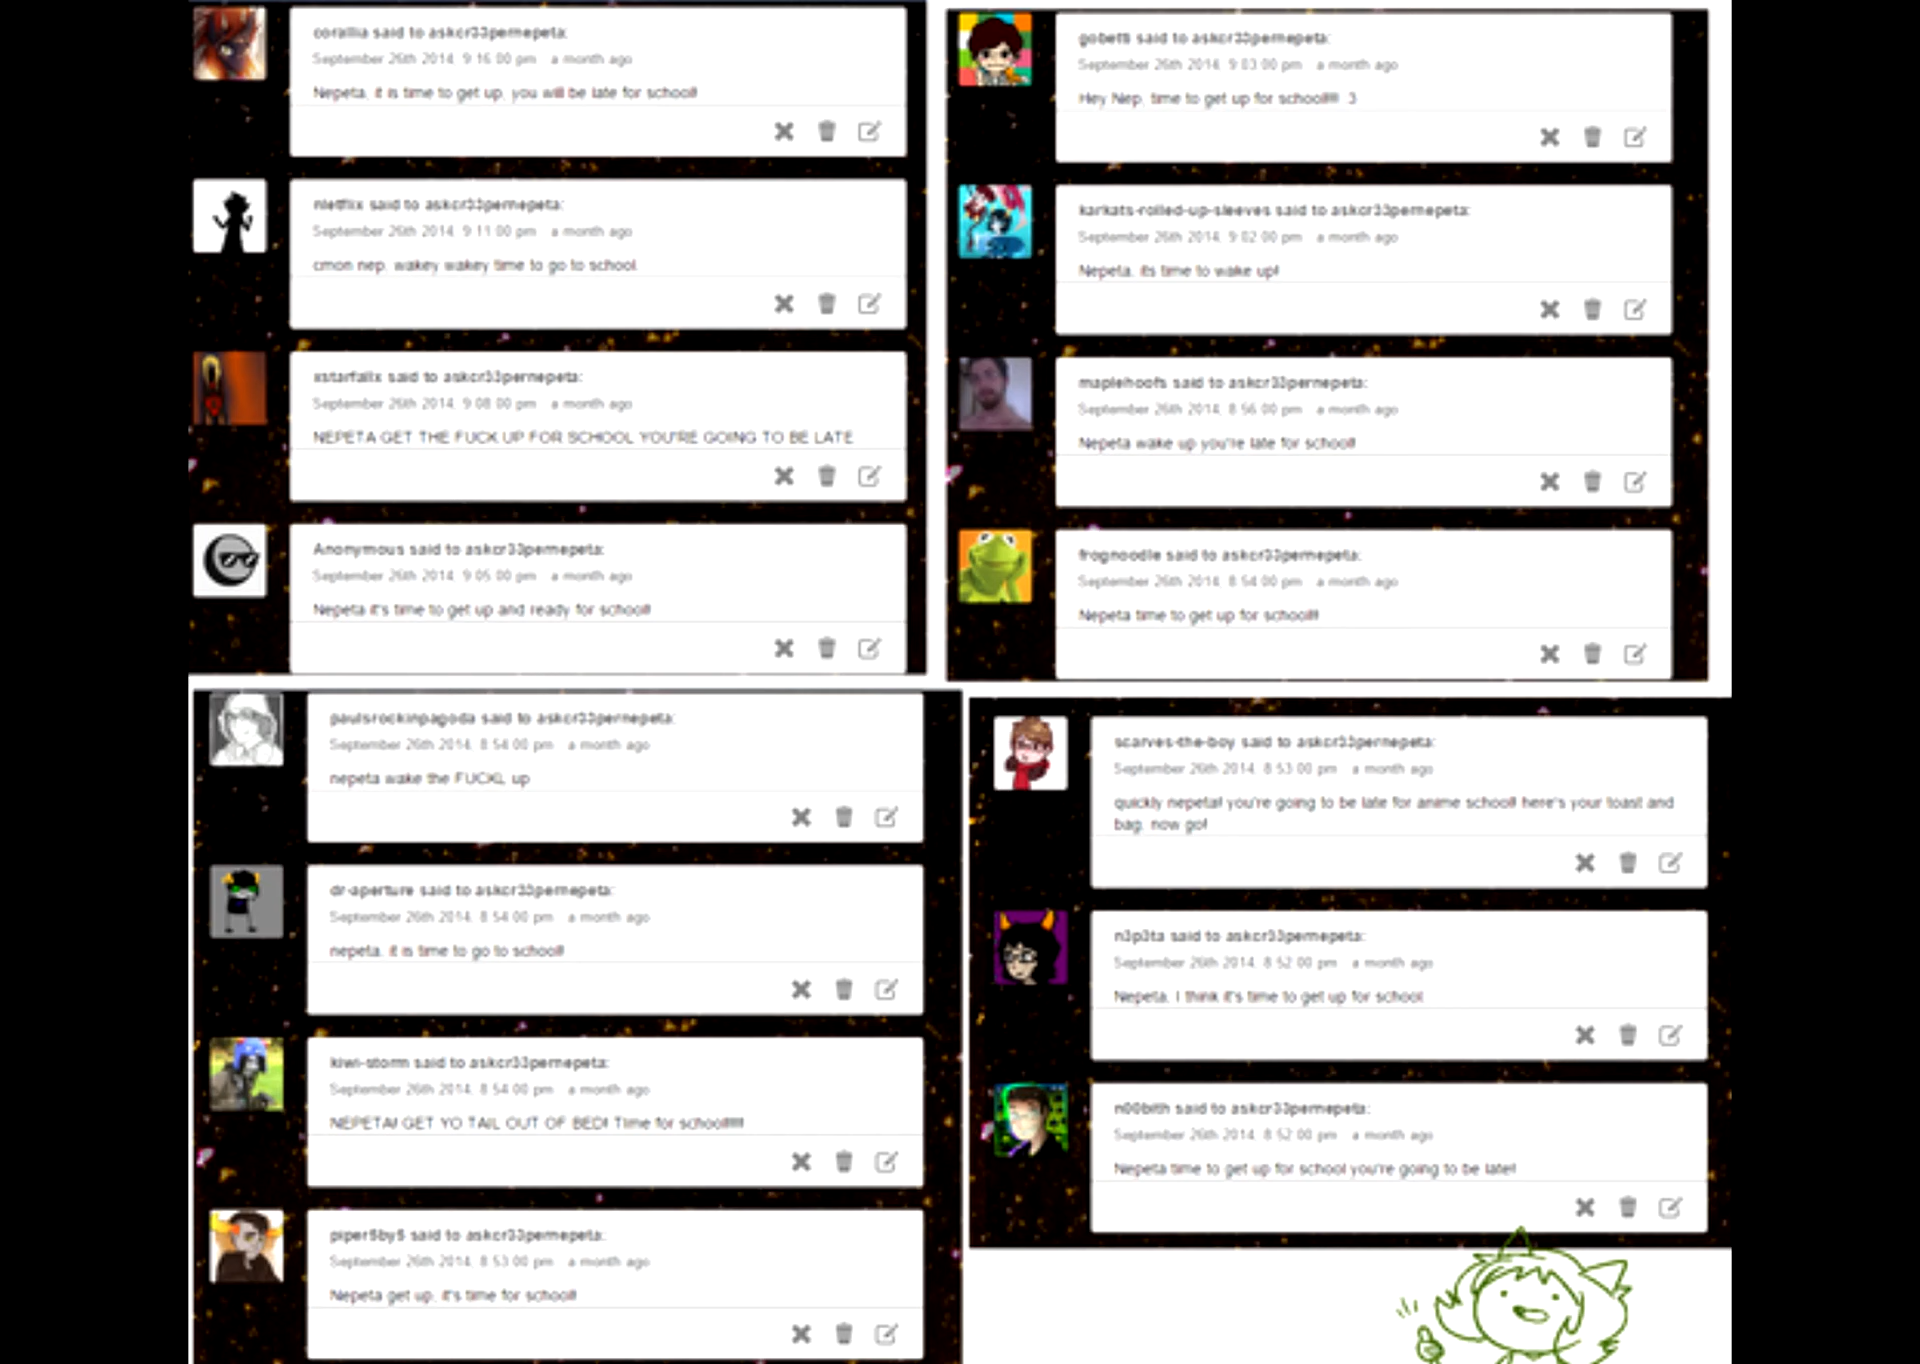 corallia said to askcr33pernepeta:
September 26th 2014, 9:16:00 pm · a month ago
Nepeta, it is time to get up, you will be late for school!
nietflix said to askcr33pernepeta:
September 26th 2014, 9:11:00 pm · a month ago
cmon nep, wakey wakey time to go to school
xstarfallx said to askcr33pernepeta:
September 26th 2014, 9:08:00 pm · a month ago
NEPETA GET THE FUCK UP FOR SCHOOL YOU'RE GOING TO BE LATE
Anonymous said to askcr33pernepeta:
September 26th 2014, 9:05:00 pm · a month ago
Nepeta it's time to get up and ready for school!!
gobett said to askcr33pernepeta:
September 26th 2014, 9:03:00 pm · a month ago
Hey Nep, time to get up for school!!!! :3
karkats-rolled-up-sleeves said to askcr33pernepeta:
September 26th 2014, 9:02:00 pm · a month ago
Nepeta, its time to wake up!
maplehoofs said to askcr33pernepeta:
September 26th 2014, 8:56:00 pm · a month ago
Nepeta wake up you're late for school!!
frognoodle said to askcr33pernepeta:
September 26th 2014, 8:54:00 pm · a month ago
Nepeta time to get up for school!!!
paulsrockinpagoda said to askcr33pernepeta:
September 26th 2014, 8:54:00 pm · a month ago
nepeta wake the FUCKL up
dr-aperture said to askcr33pernepeta:
September 26th 2014, 8:54:00 pm · a month ago
nepeta. it is time to go to school!!
kiwi-storm said to askcr33pernepeta:
September 26th 2014, 8:54:00 pm · a month ago
NEPETA! GET YO TAIL OUT OF BED! Time for school!!!!!!
piper5by5 said to askcr33pernepeta:
September 26th 2014, 8:53:00 pm · a month ago
Nepeta get up, it's time for school!!
scarves-the-boy said to askcr33pernepeta:
September 26th 2014, 8:53:00 pm · a month ago
quickly nepeta! you're going to be late for anime school! here's your toast and
bag, now go!
n3p3ta said to askcr33pernepeta:
September 26th 2014, 8:52:00 pm · a month ago
Nepeta, I think it's time to get up for school
n00bith said to askcr33pernepeta:
September 26th 2014, 8:52:00 pm · a month ago
Nepeta time to get up for school you're going to be late!